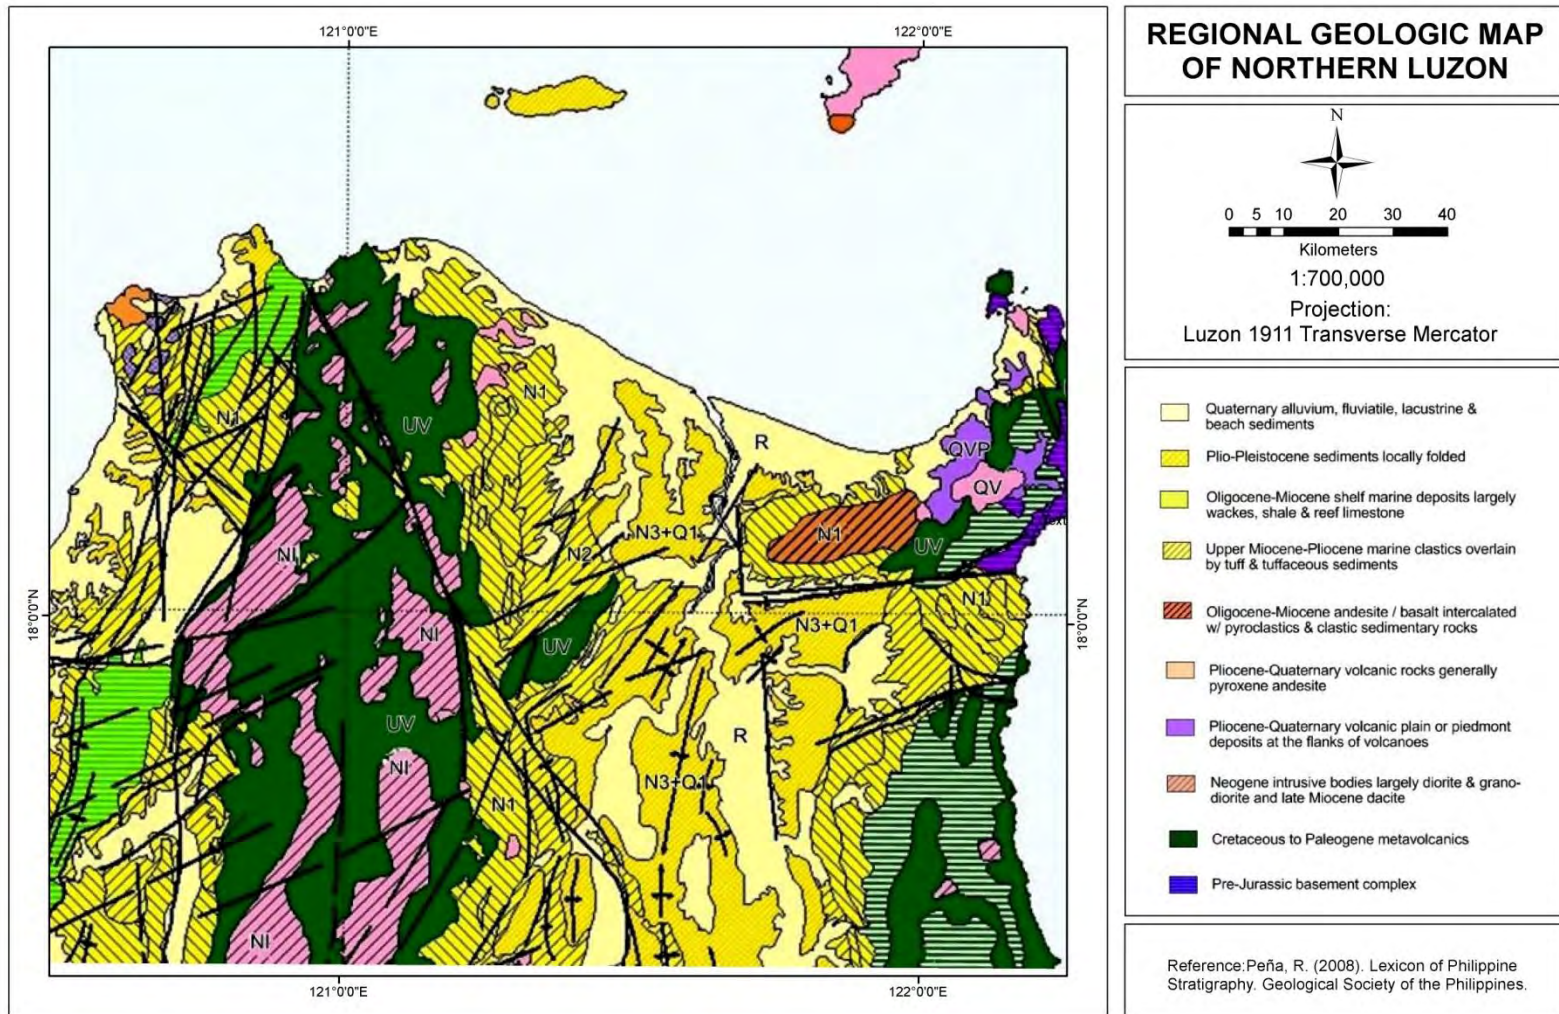 REGIONAL GEOLOGIC MAP
OF NORTHERN LUZON
N
0 5 10 20 30 40
Kilometers
1:700,000
Projection:
Luzon 1911 Transverse Mercator
Quaternary alluvium, fluviatile, lacustrine &
beach sediments
Plio-Pleistocene sediments locally folded
Oligocene-Miocene shelf marine deposits largely
wackes, shale & reef limestone
Upper Miocene-Pliocene marine clastics overlain
by tuff & tuffaceous sediments
Oligocene-Miocene andesite / basalt intercalated
w/ pyroclastics & clastic sedimentary rocks
Pliocene-Quaternary volcanic rocks generally
pyroxene andesite
Pliocene-Quaternary volcanic plain or piedmont
deposits at the flanks of volcanoes
Neogene intrusive bodies largely diorite & grano-
diorite and late Miocene dacite
Cretaceous to Paleogene metavolcanics
Pre-Jurassic basement complex
Reference:Peña, R. (2008). Lexicon of Philippine
Stratigraphy. Geological Society of the Philippines.
121°0'0"E
122°0'0"E
N1
N1
UV
R
QVP
QV
N3+Q1
N1
NI
N2
UV
18°0'0"N
N1
N3+Q1
18°0'0"N
NI
UV
UV
R
NI
N3+Q1
N1
NI
121°0'0"E
122°0'0"E